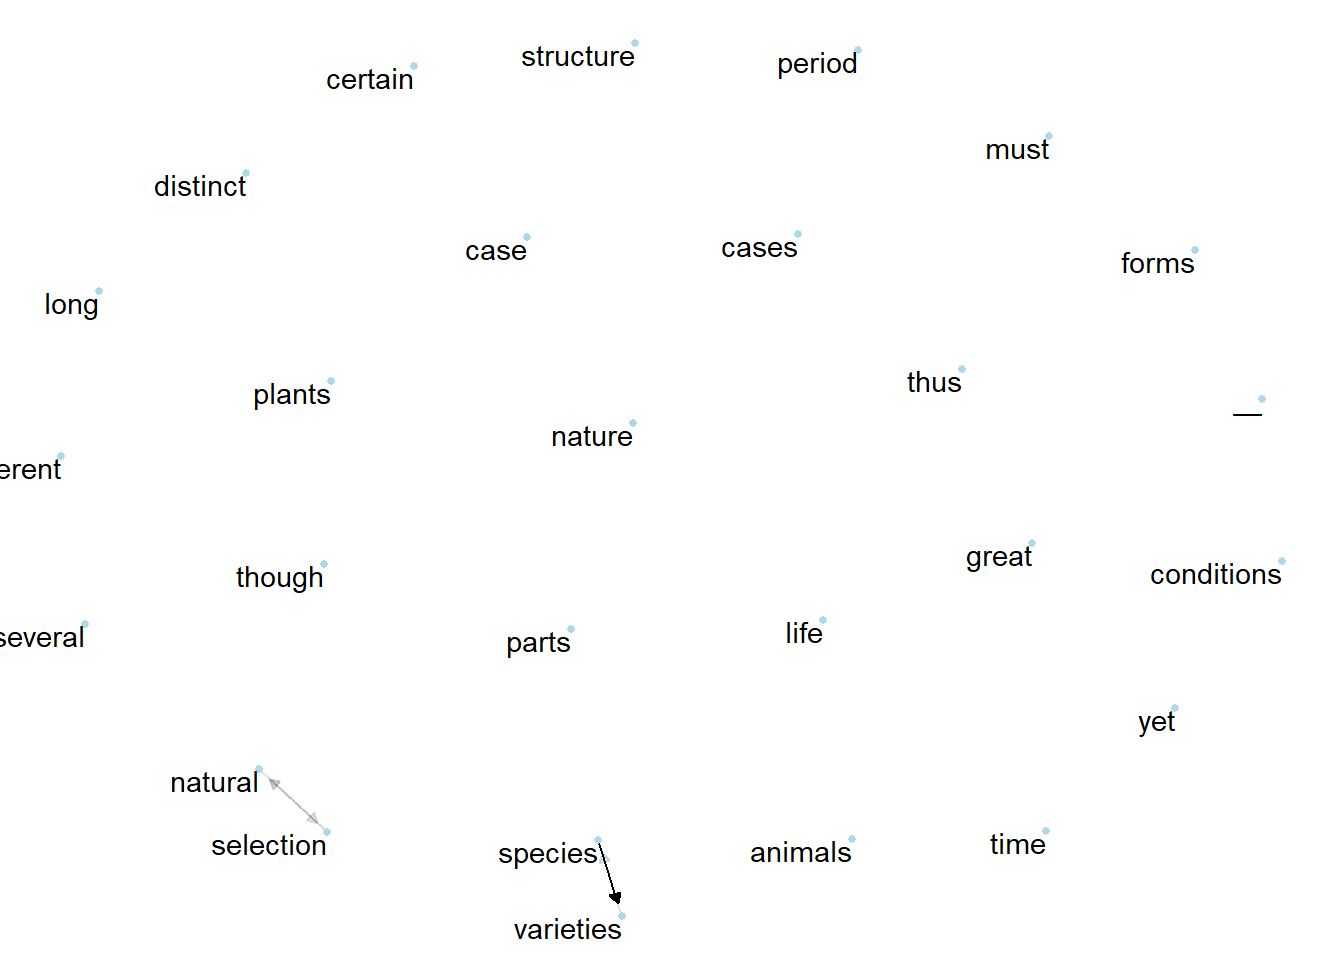 structure
period
certain
must
distinct
cases
case
forms
long
thus
plants
—
nature
erent
great
conditions
though
life
several
parts
yet
natural
time
selection
animals
species
varieties